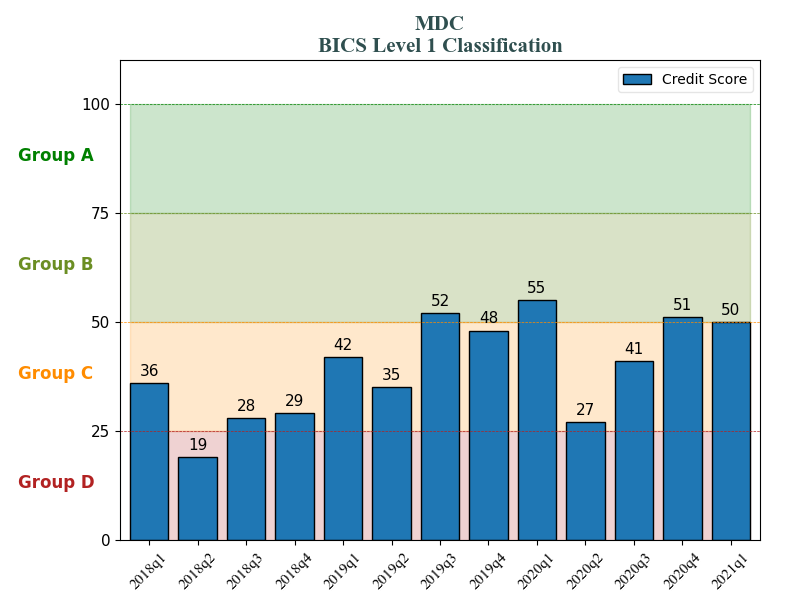 MDC
BICS Level 1 Classification
Credit Score
100
Group A
75
Group B
55
52
51
50
50
48
42
41
36
35
Group C
29
28
27
25
19
Group D
0
2018q1 2018q2 2018q3 2018q4 2019q1 2019q2 2019q3 2019q4 2020q1 2020q2 2020q3 2020q4 2021q1